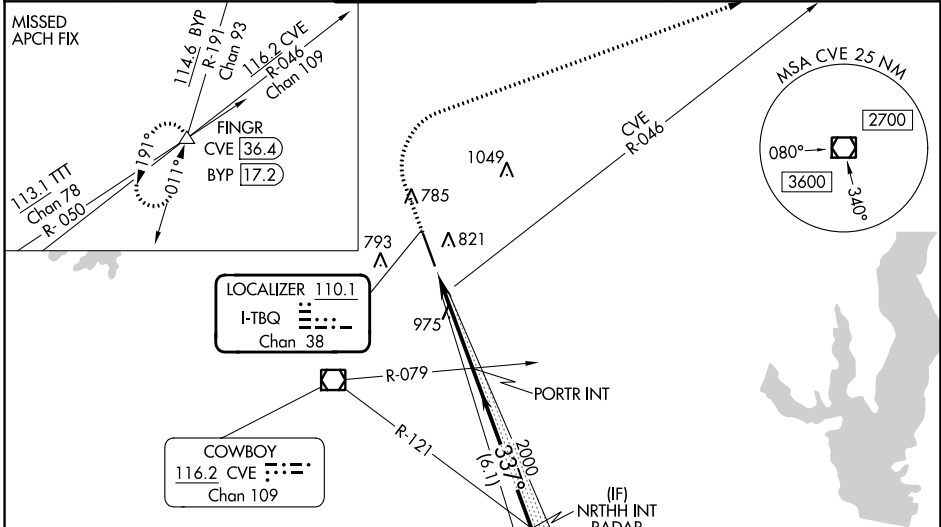 MISSED
APCH FIX
114.6 BYP
R-191
Chan 93
116.2 CVE
R-046
Chan 109
FINGR
CVE 36.4
BYP 17.2
191°
011°
113.1 TTT
Chan 78
R-050
MSA CVE 25 NM
2700
080°
3600
340°
CVE
R-046
1049
785
821
793
975
LOCALIZER 110.1
I-TBQ
Chan 38
R-079
PORTR INT
R-121
COWBOY
116.2 CVE
Chan 109
2000
337°
(6.1)
(IF)
NRTHH INT
RADAR